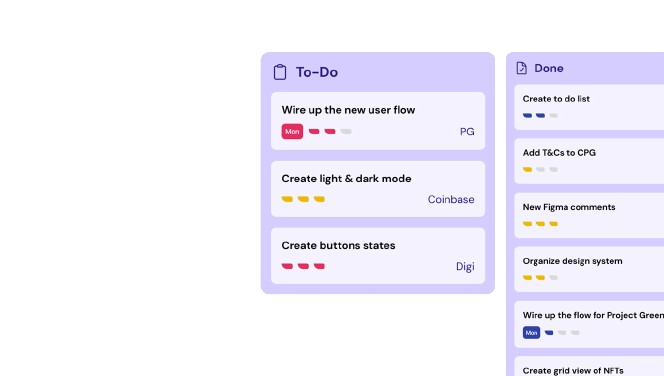 To-Do
Wire up the new user flow
Mon
PG
Create light & dark mode
Coinbase
Create buttons states
Digi
Done
Create to do list
Add T&Cs to CPG
New Figma comments
Organize design system
Wire up the flow for Project Green
Mon
Create grid view of NFTs